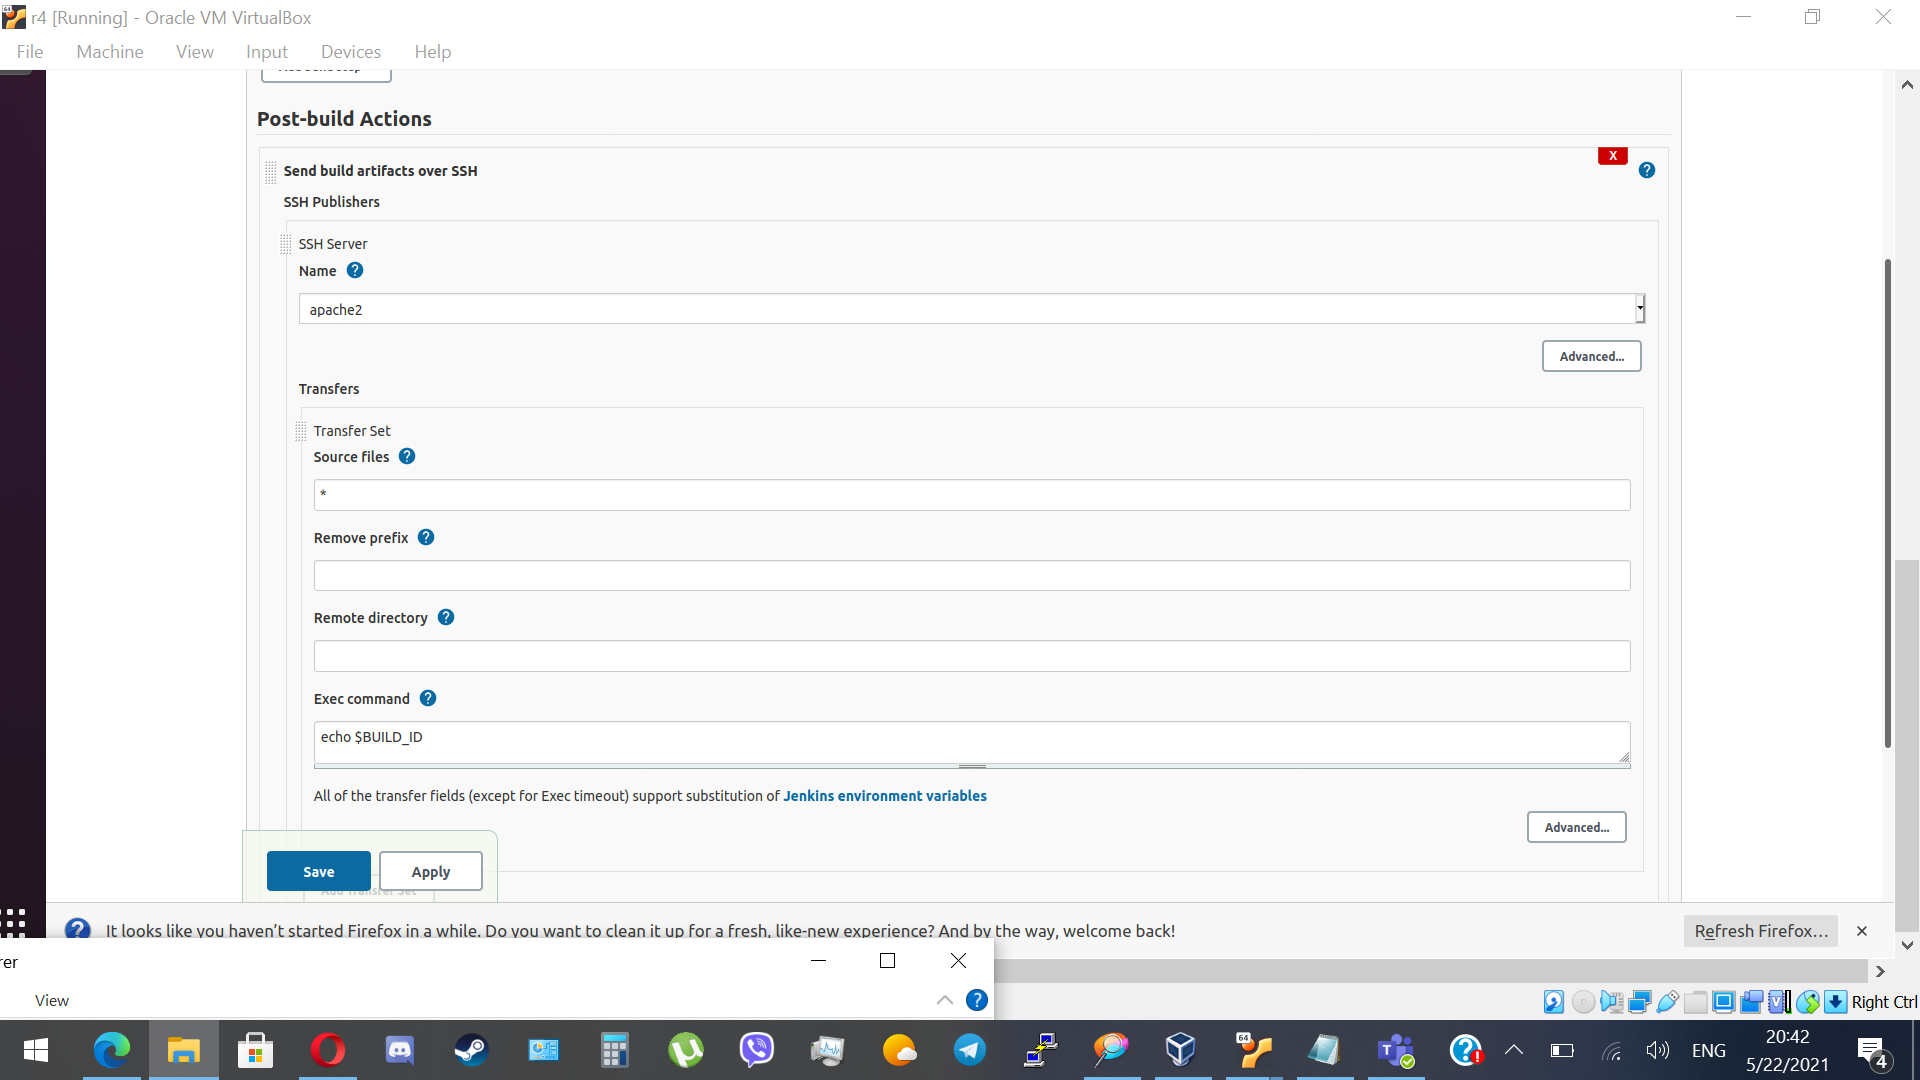 r4 [Running] - Oracle VM VirtualBox
File Machine View Input Devices Help
Post-build Actions
Send build artifacts over SSH
X
?
SSH Publishers
SSH Server
Name ?
apache2
Advanced...
Transfers
Transfer Set
Source files ?
*
Remove prefix ?
Remote directory ?
Exec command ?
echo $BUILD_ID
All of the transfer fields (except for Exec timeout) support substitution of Jenkins environment variables
Advanced...
Save Apply
Add Transfer Set
It looks like you haven't started Firefox in a while. Do you want to clean it up for a fresh, like-new experience? And by the way, welcome back!
Refresh Firefox...
rer
View
Right Ctrl
ENG
20:42
5/22/2021
4